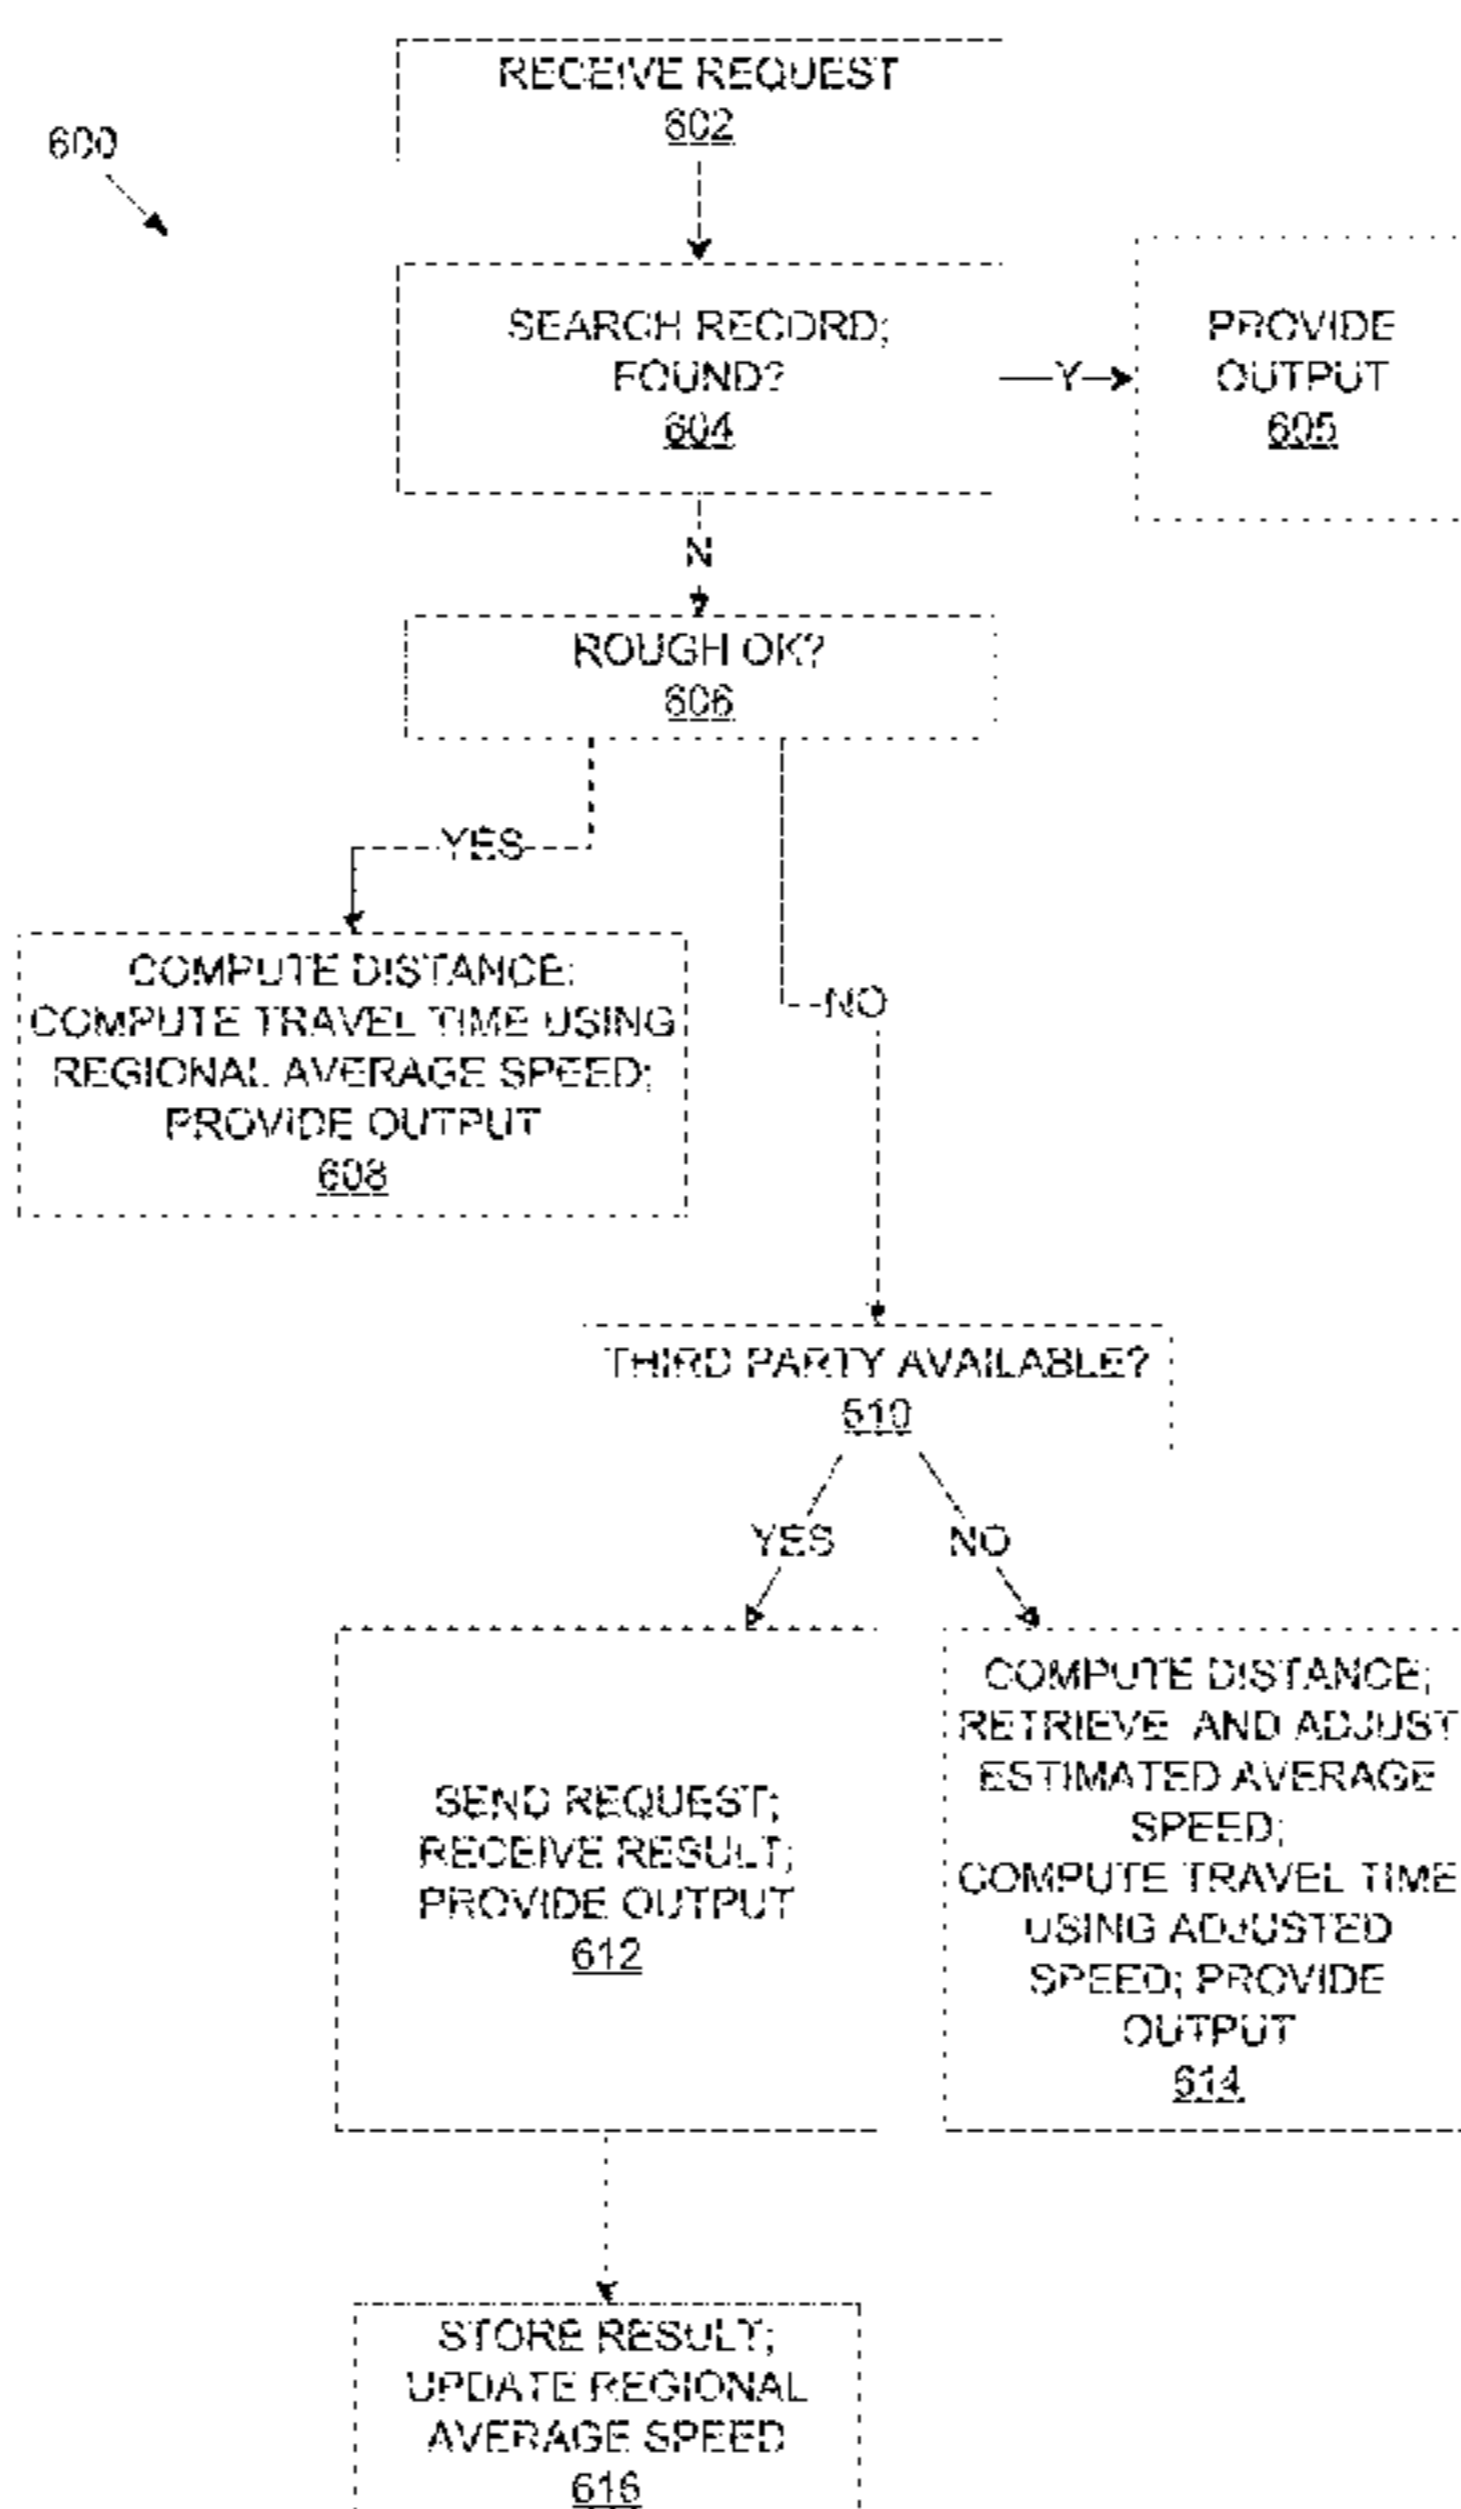 RECEIVE REQUEST
602
600
SEARCH RECORD;
FOUND?
604
Y
PROVIDE
OUTPUT
605
N
ROUGH OK?
606
YES
NO
COMPUTE DISTANCE;
COMPUTE TRAVEL TIME USING
REGIONAL AVERAGE SPEED;
PROVIDE OUTPUT
608
THIRD PARTY AVAILABLE?
610
YES
NO
SEND REQUEST;
RECEIVE RESULT;
PROVIDE OUTPUT
612
COMPUTE DISTANCE;
RETRIEVE AND ADJUST
ESTIMATED AVERAGE
SPEED;
COMPUTE TRAVEL TIME
USING ADJUSTED
SPEED; PROVIDE
OUTPUT
614
STORE RESULT;
UPDATE REGIONAL
AVERAGE SPEED
616